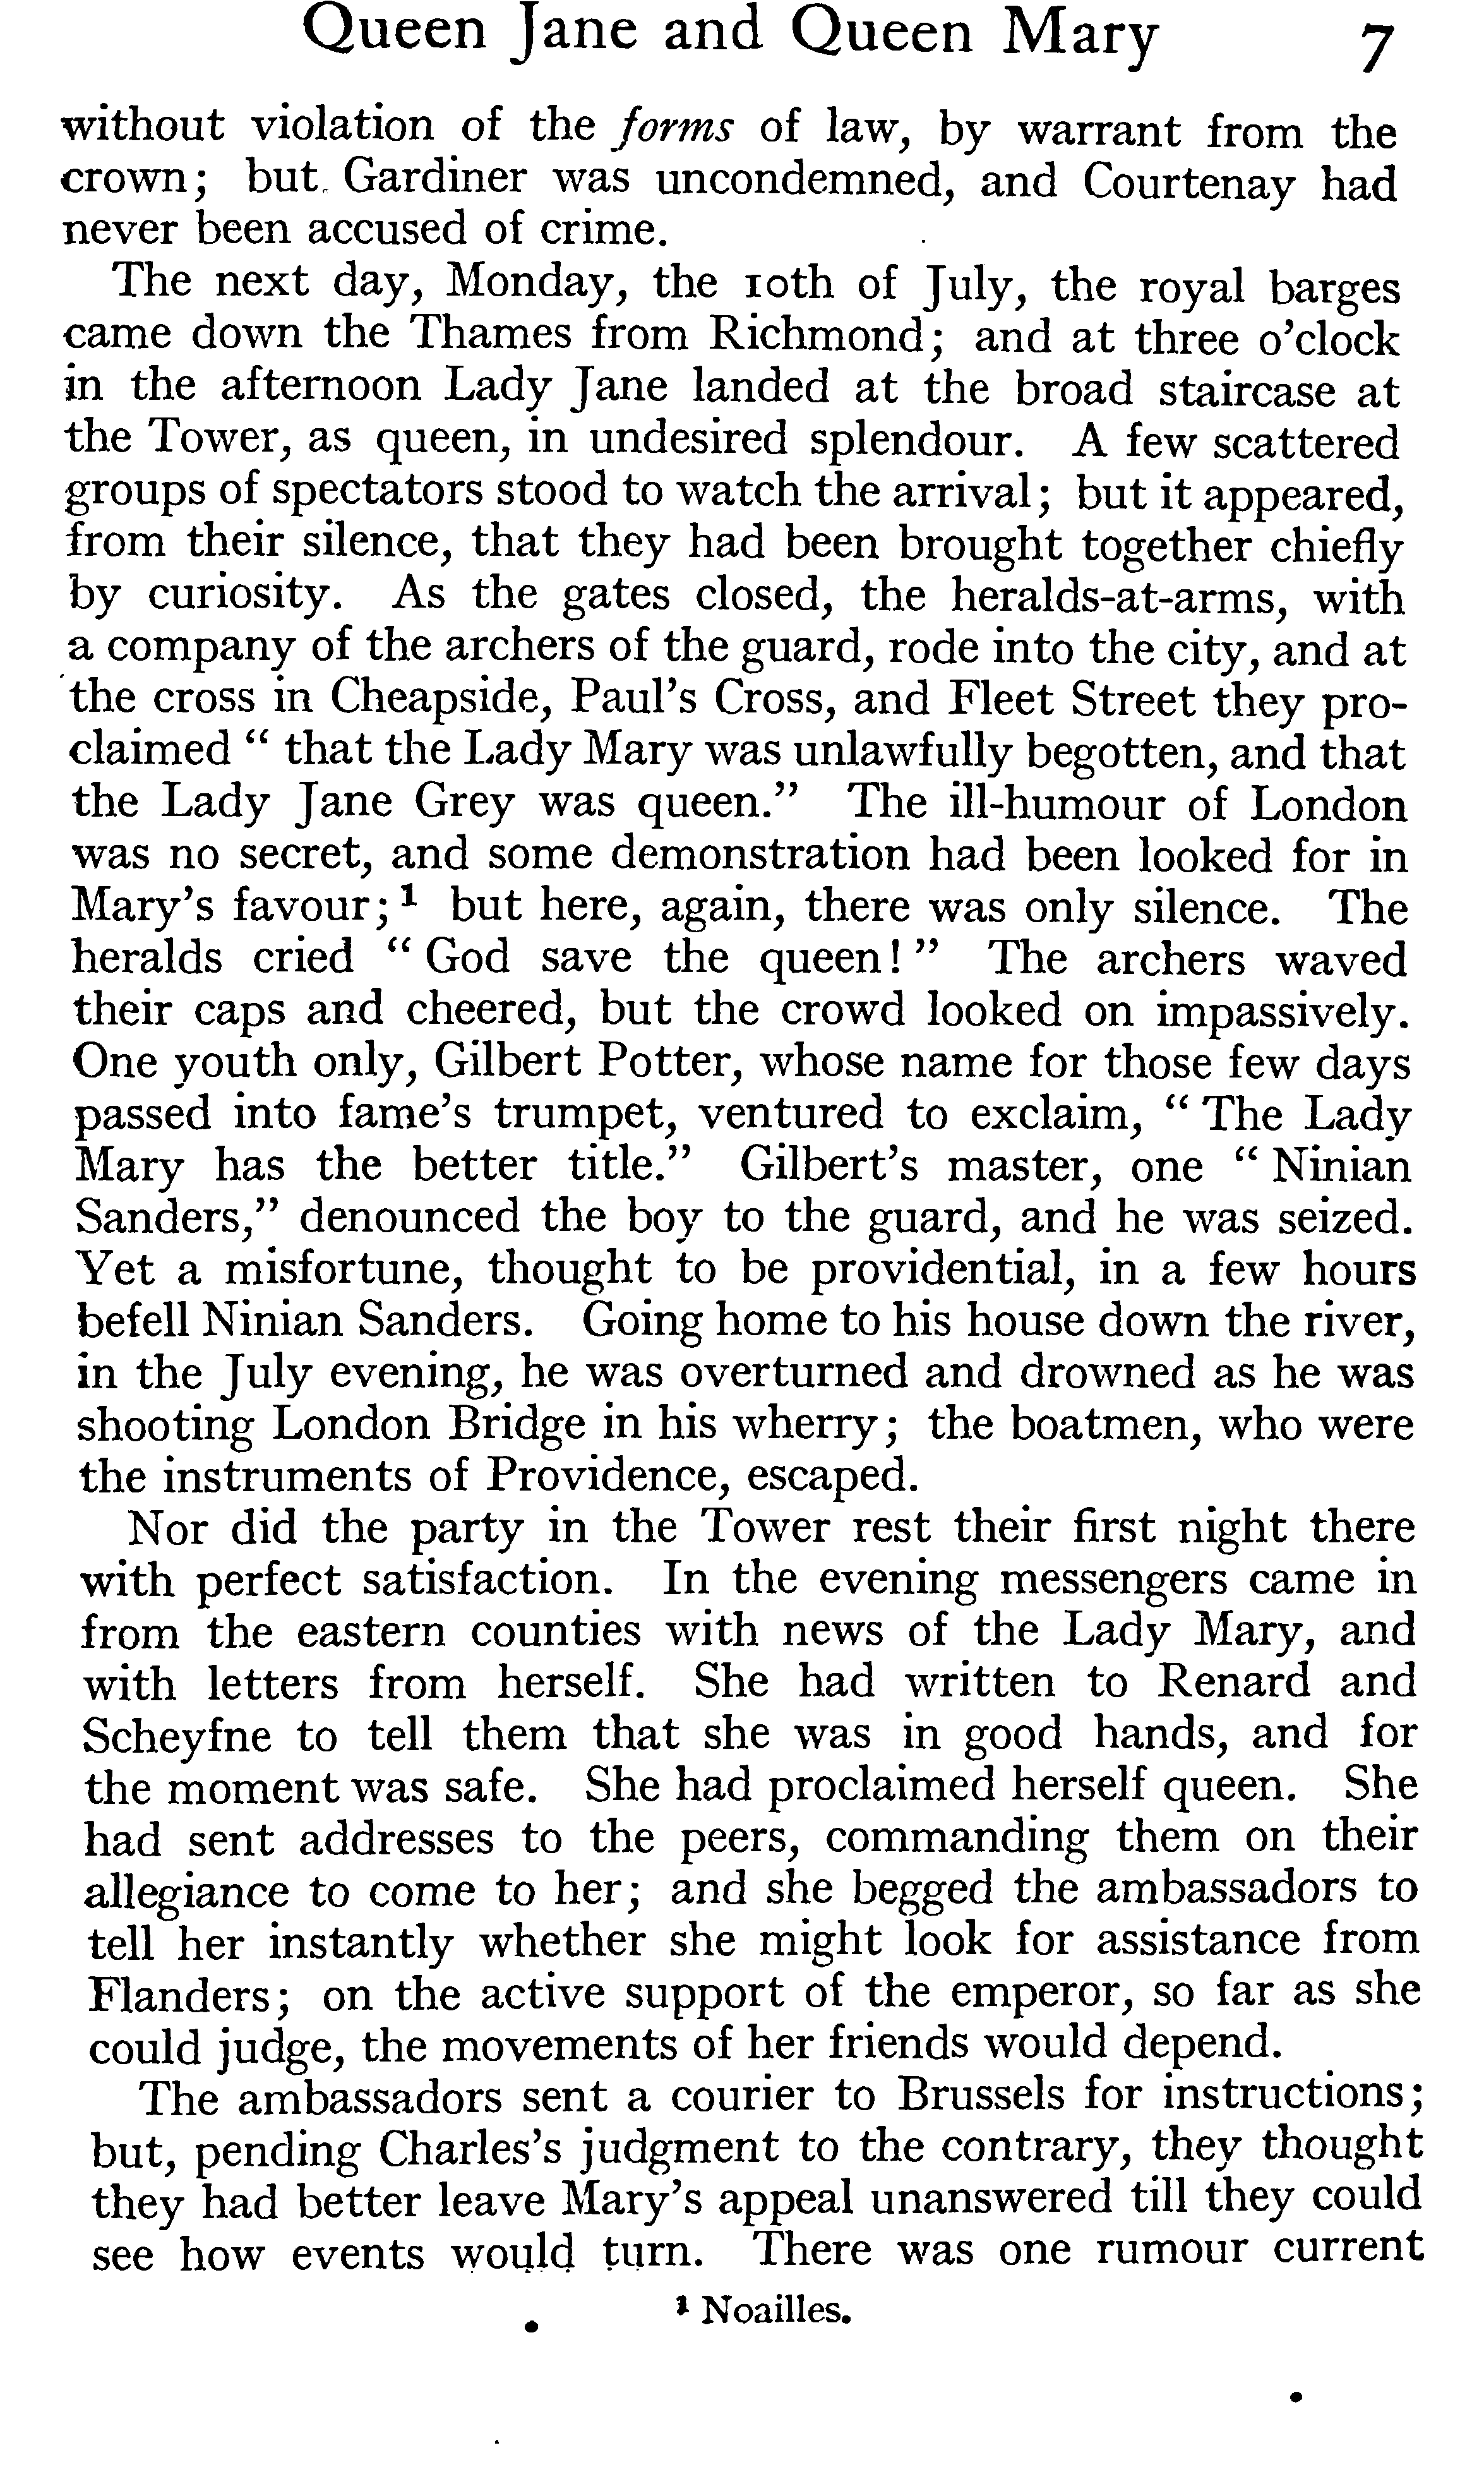 Queen Jane and Queen Mary 7
without violation of the forms of law, by warrant from the
crown; but Gardiner was uncondemned, and Courtenay had
never been accused of crime.
The next day, Monday, the 10th of July, the royal barges
came down the Thames from Richmond; and at three o'clock
in the afternoon Lady Jane landed at the broad staircase at
the Tower, as queen, in undesired splendour. A few scattered
groups of spectators stood to watch the arrival; but it appeared,
from their silence, that they had been brought together chiefly
by curiosity. As the gates closed, the heralds-at-arms, with
a company of the archers of the guard, rode into the city, and at
the cross in Cheapside, Paul's Cross, and Fleet Street they pro-
claimed " that the Lady Mary was unlawfully begotten, and that
the Lady Jane Grey was queen." The ill-humour of London
was no secret, and some demonstration had been looked for in
Mary's favour;¹ but here, again, there was only silence. The
heralds cried " God save the queen! " The archers waved
their caps and cheered, but the crowd looked on impassively.
One youth only, Gilbert Potter, whose name for those few days
passed into fame's trumpet, ventured to exclaim, " The Lady
Mary has the better title." Gilbert's master, one " Ninian
Sanders," denounced the boy to the guard, and he was seized.
Yet a misfortune, thought to be providential, in a few hours
befell Ninian Sanders. Going home to his house down the river,
in the July evening, he was overturned and drowned as he was
shooting London Bridge in his wherry; the boatmen, who were
the instruments of Providence, escaped.
Nor did the party in the Tower rest their first night there
with perfect satisfaction. In the evening messengers came in
from the eastern counties with news of the Lady Mary, and
with letters from herself. She had written to Renard and
Scheyfne to tell them that she was in good hands, and for
the moment was safe. She had proclaimed herself queen. She
had sent addresses to the peers, commanding them on their
allegiance to come to her; and she begged the ambassadors to
tell her instantly whether she might look for assistance from
Flanders; on the active support of the emperor, so far as she
could judge, the movements of her friends would depend.
The ambassadors sent a courier to Brussels for instructions;
but, pending Charles's judgment to the contrary, they thought
they had better leave Mary's appeal unanswered till they could
see how events would turn. There was one rumour current
¹ Noailles.